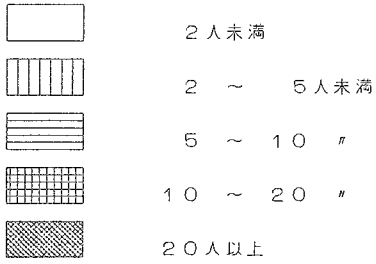 ２人未満
２ ～ ５人未満
５ ～ １０ 〃
１０ ～ ２０ 〃
２０人以上